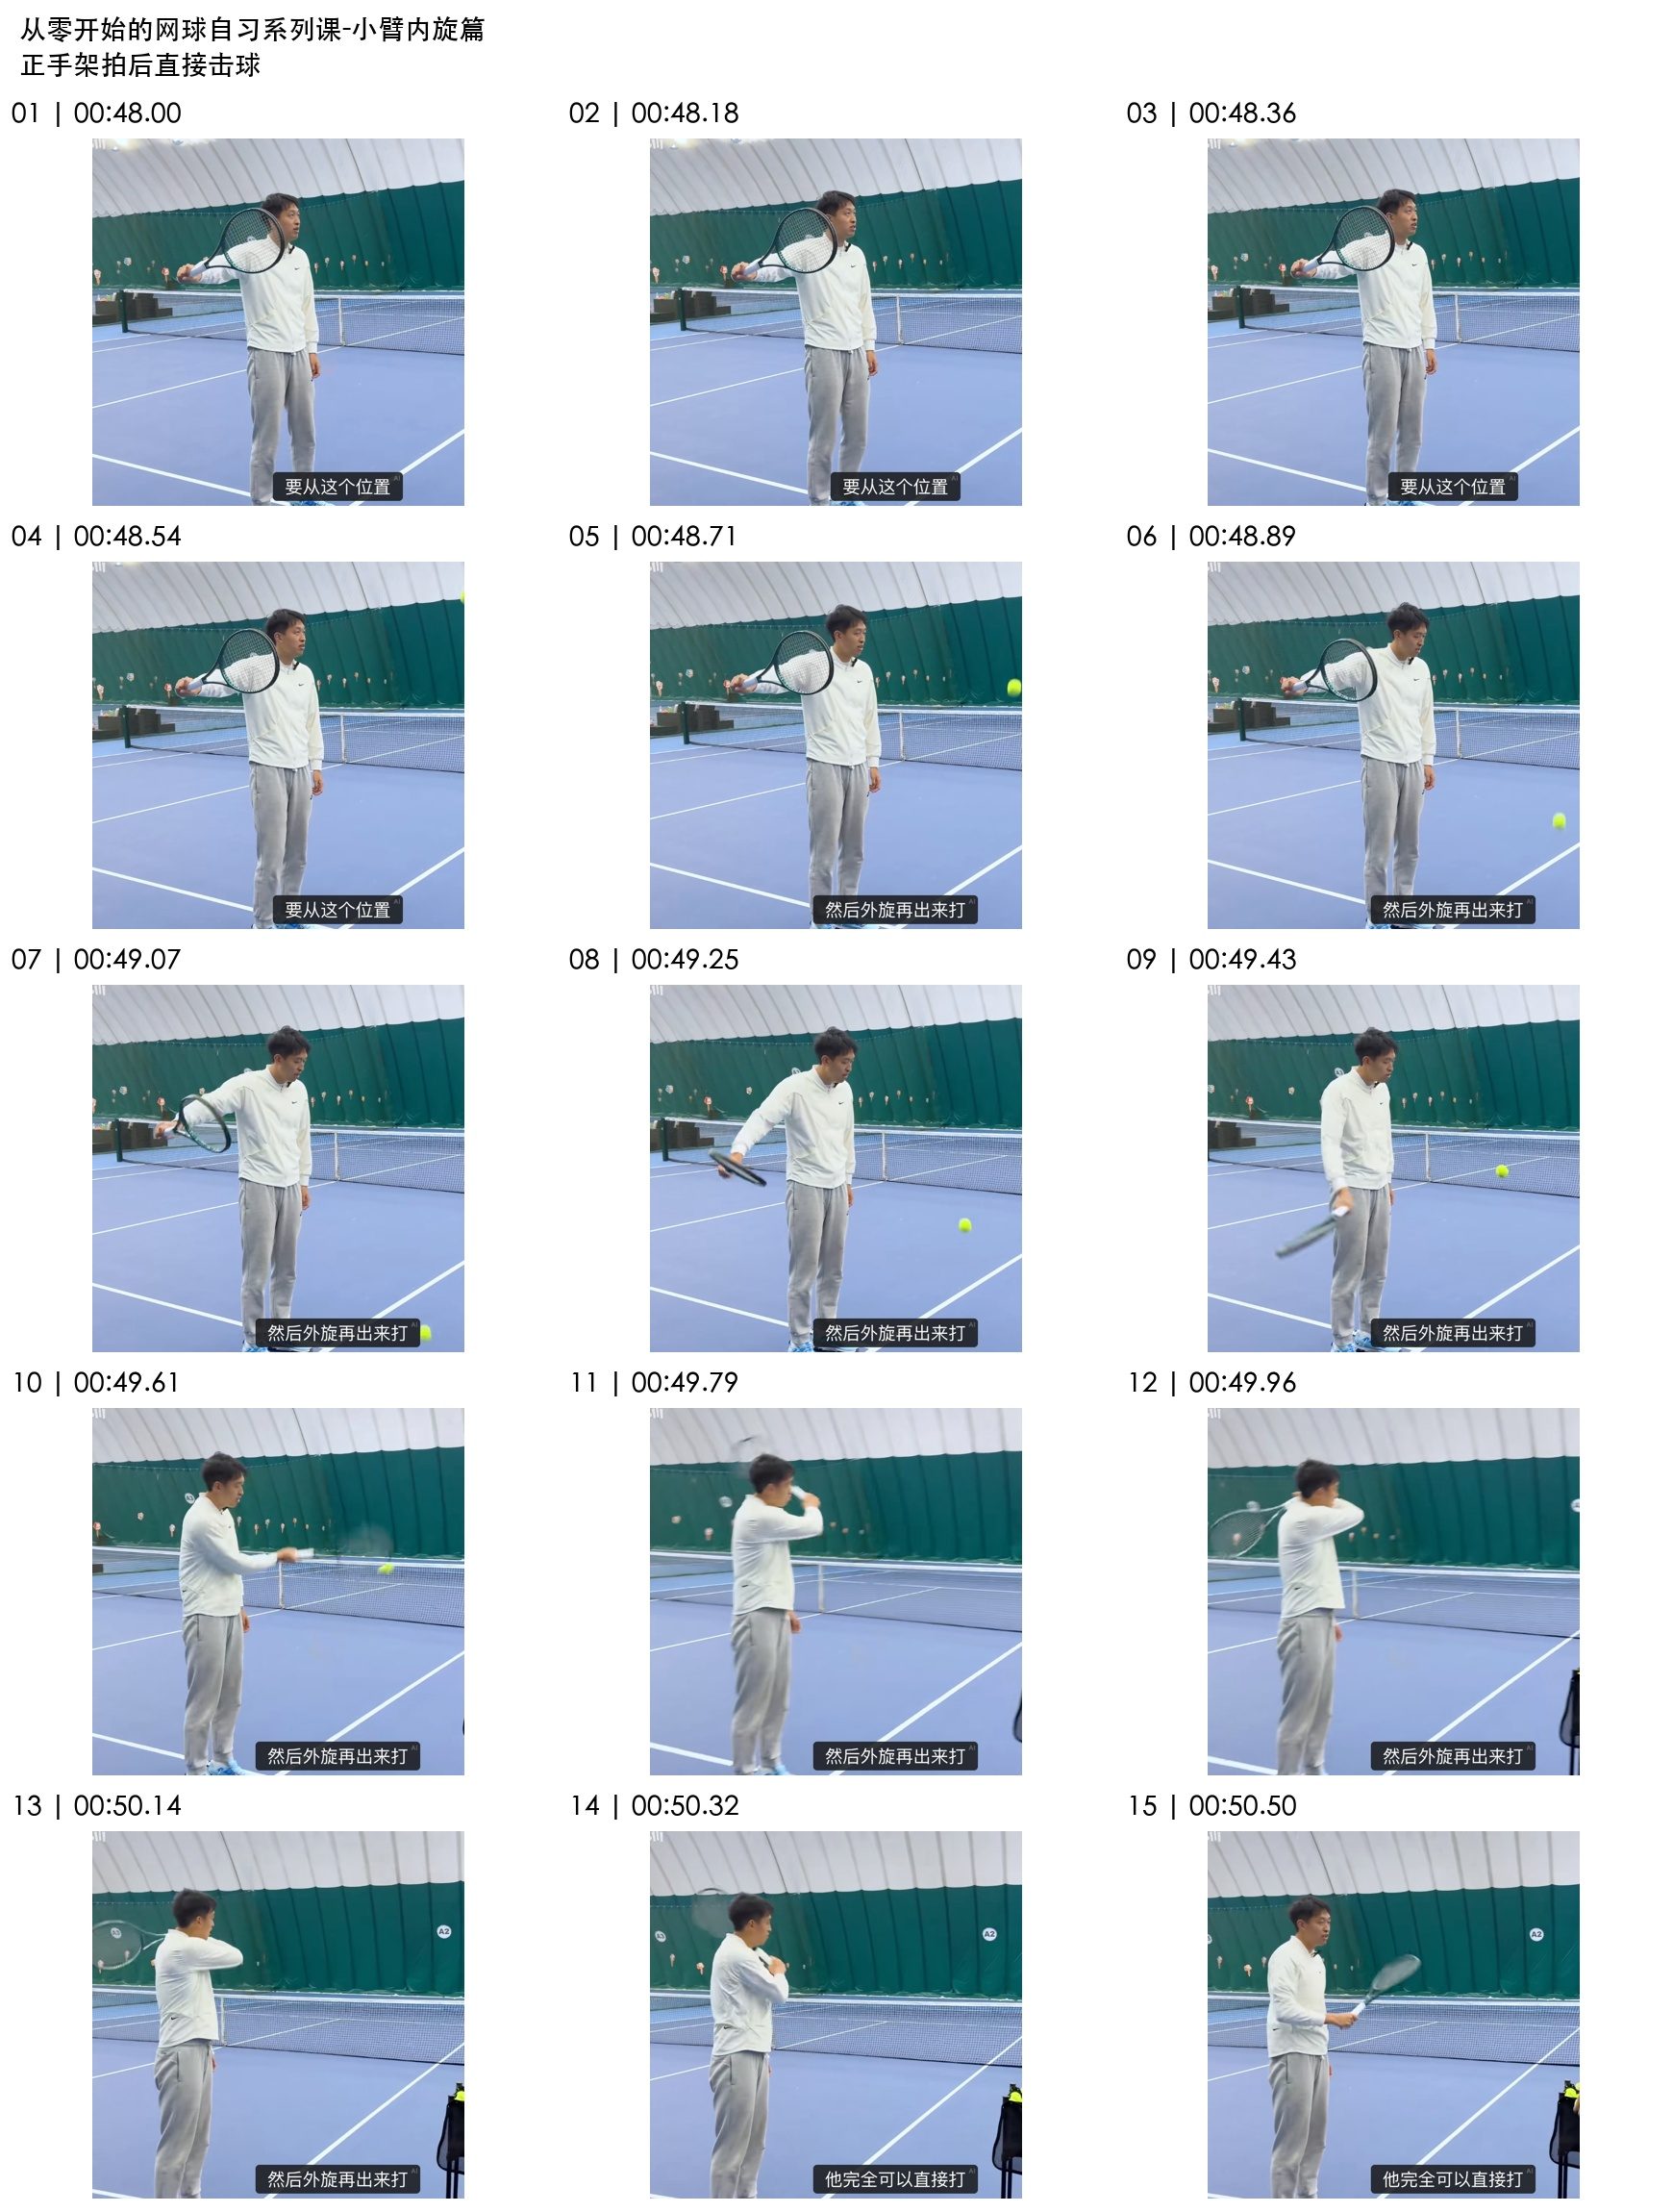 从零开始的网球自习系列课-小臂内旋篇
正手架拍后直接击球
01 | 00:48.00
02 | 00:48.18
03 | 00:48.36
要从这个位置
要从这个位置
要从这个位置
04 | 00:48.54
05 | 00:48.71
06 | 00:48.89
要从这个位置
然后外旋再出来打
然后外旋再出来打
07 | 00:49.07
08 | 00:49.25
09 | 00:49.43
然后外旋再出来打
然后外旋再出来打
然后外旋再出来打
10 | 00:49.61
11 | 00:49.79
12 | 00:49.96
然后外旋再出来打
然后外旋再出来打
然后外旋再出来打
13 | 00:50.14
14 | 00:50.32
15 | 00:50.50
A2
A2
A2
然后外旋再出来打
他完全可以直接打
他完全可以直接打